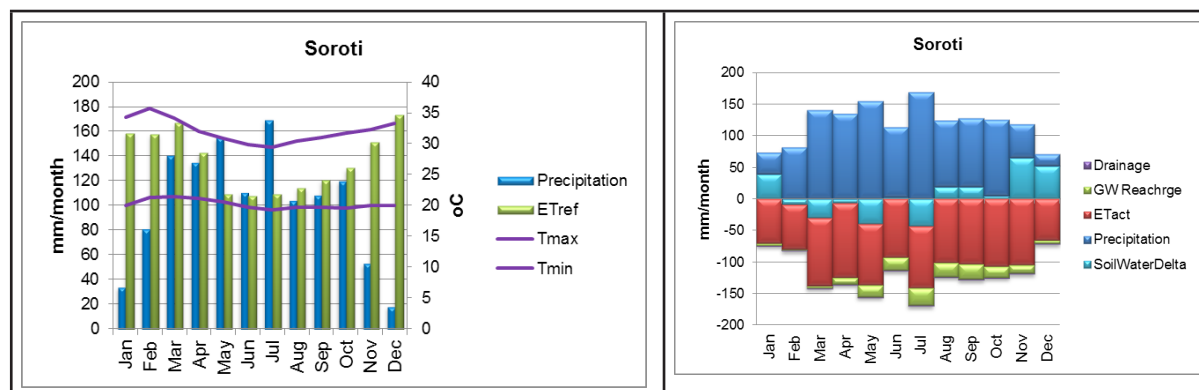 Soroti
mm/month
200
180
160
140
120
100
80
60
40
20
0
40
35
30
25
20
15
10
5
0
oC
Jan
Feb
Mar
Apr
May
Jun
Jul
Aug
Sep
Oct
Nov
Dec
Precipitation
ETref
Tmax
Tmin
Soroti
mm/month
200
150
100
50
0
-50
-100
-150
-200
Jan
Feb
Mar
Apr
May
Jun
Jul
Aug
Sep
Oct
Nov
Dec
Drainage
GW Reachrge
ETact
Precipitation
SoilWaterDelta